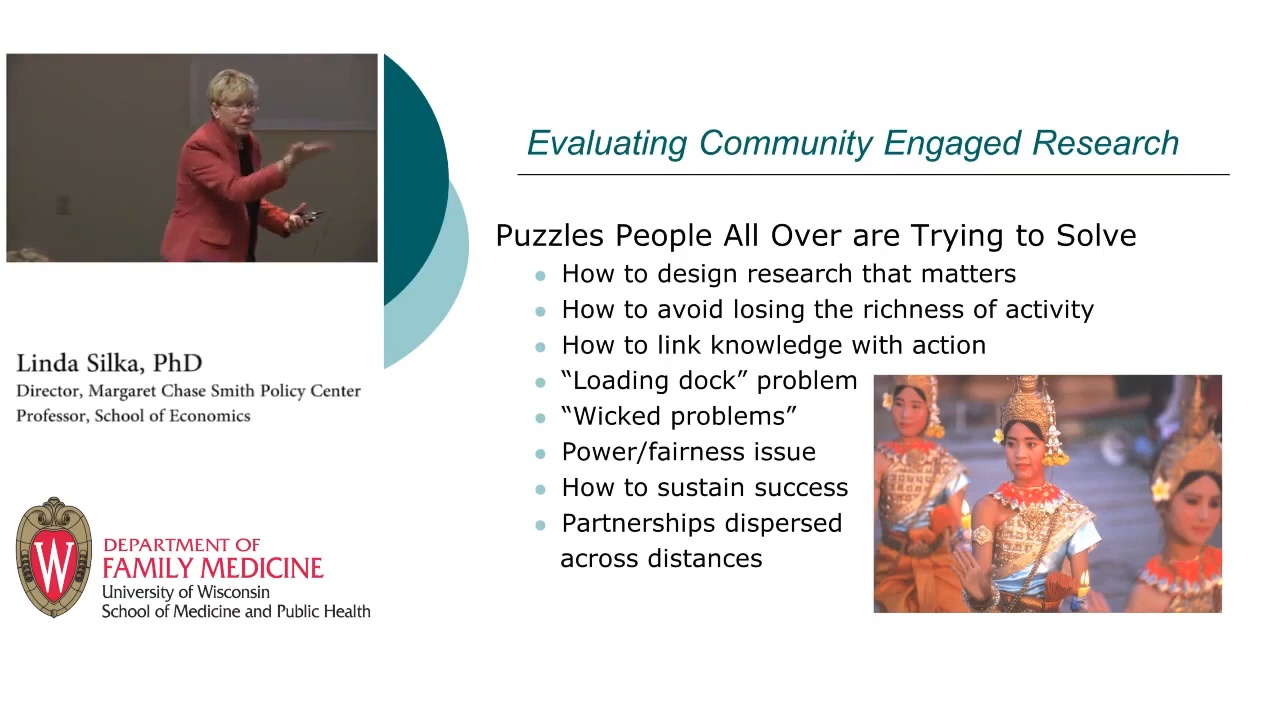 Evaluating Community Engaged Research
Puzzles People All Over are Trying to Solve
How to design research that matters
How to avoid losing the richness of activity
How to link knowledge with action
“Loading dock” problem
“Wicked problems”
Power/fairness issue
How to sustain success
Partnerships dispersed
across distances
Linda Silka, PhD
Director, Margaret Chase Smith Policy Center
Professor, School of Economics
W
DEPARTMENT OF
FAMILY MEDICINE
University of Wisconsin
School of Medicine and Public Health